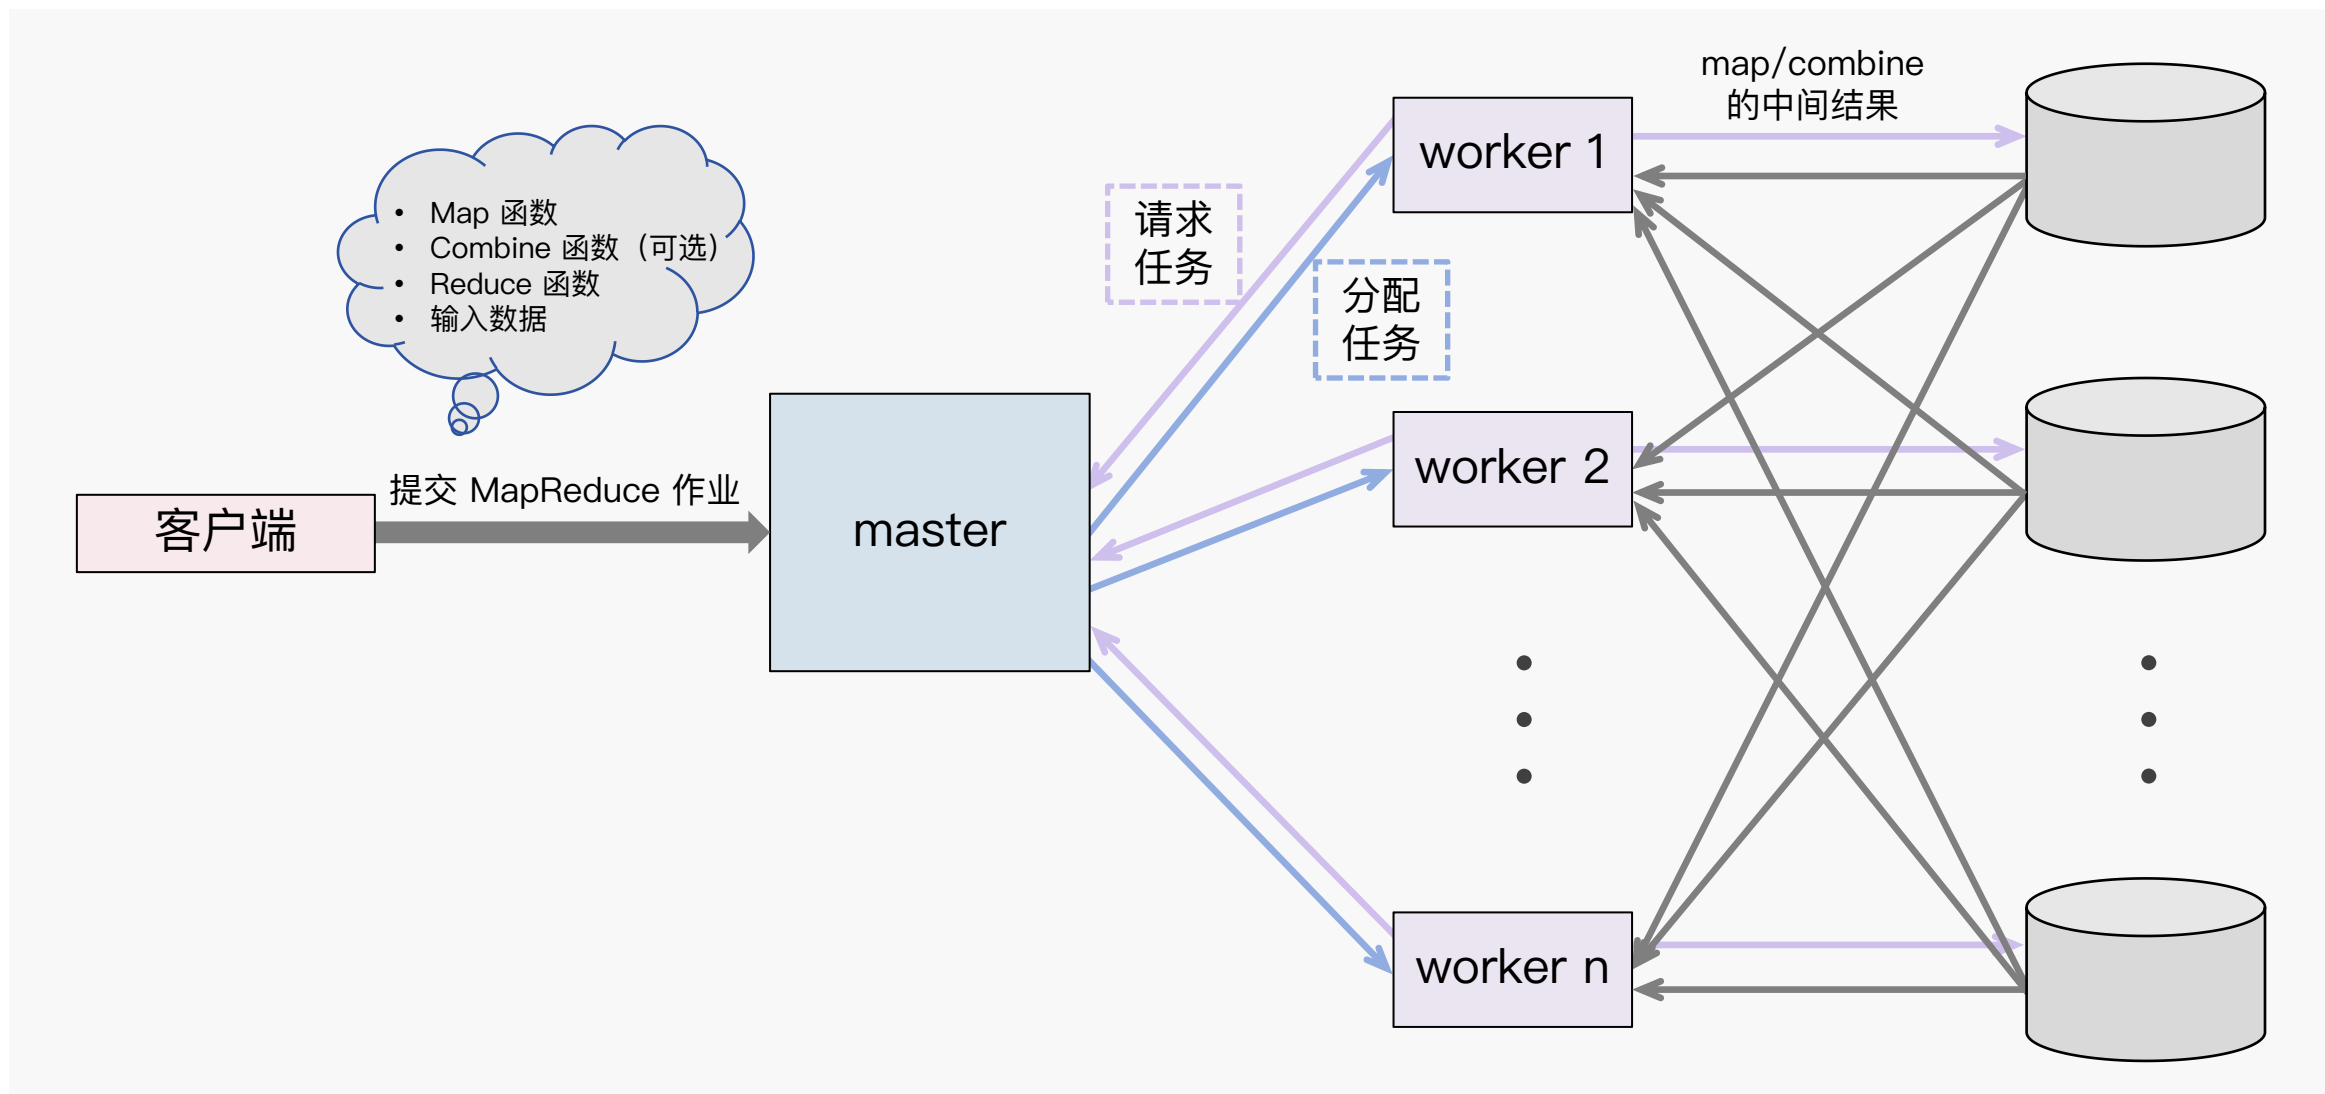 • Map 函数
• Combine 函数（可选）
• Reduce 函数
• 输入数据
提交 MapReduce 作业
客户端
master
请求
任务
分配
任务
map/combine
的中间结果
worker 1
worker 2
worker n